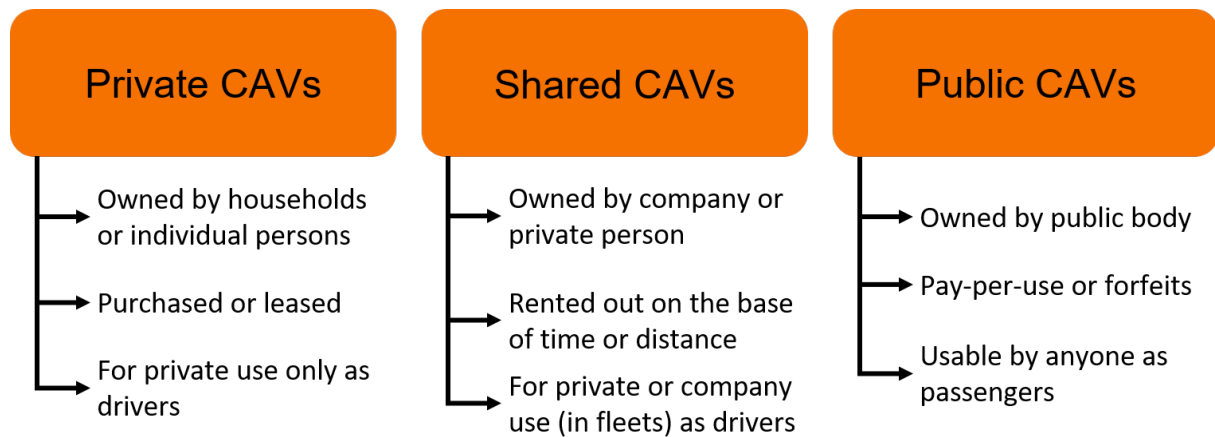 Private CAVs
Owned by households
or individual persons
Purchased or leased
For private use only as
drivers
Shared CAVs
Owned by company or
private person
Rented out on the base
of time or distance
For private or company
use (in fleets) as drivers
Public CAVs
Owned by public body
Pay-per-use or forfeits
Usable by anyone as
passengers